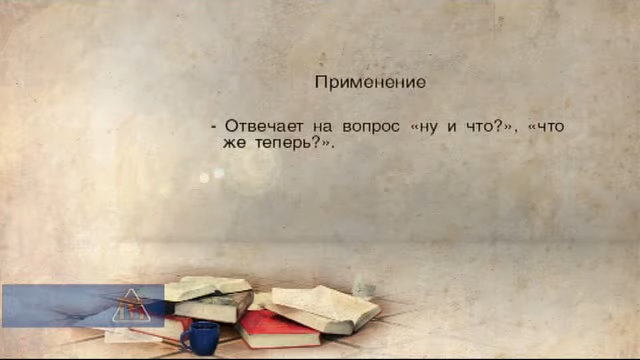 Применение
- Отвечает на вопрос «ну и что?», «что
же теперь?».